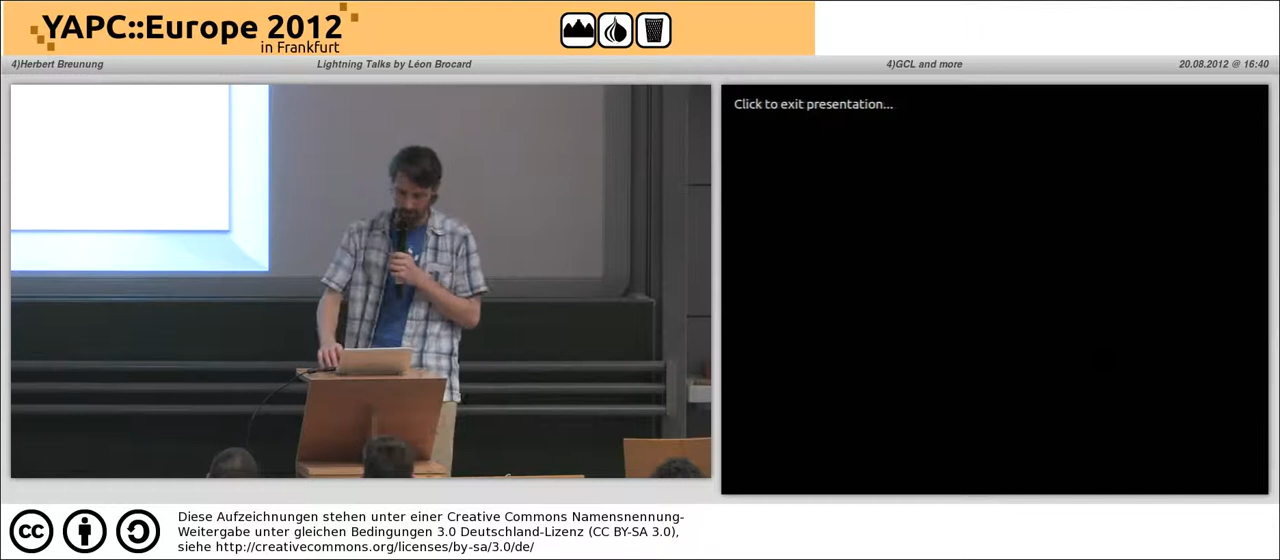 YAPC::Europe 2012
in Frankfurt
4)Herbert Breunung
Lightning Talks by Léon Brocard
4)GCL and more
20.08.2012 @ 16:40
Click to exit presentation...
cc
Diese Aufzeichnungen stehen unter einer Creative Commons Namensnennung-
Weitergabe unter gleichen Bedingungen 3.0 Deutschland-Lizenz (CC BY-SA 3.0),
siehe http://creativecommons.org/licenses/by-sa/3.0/de/